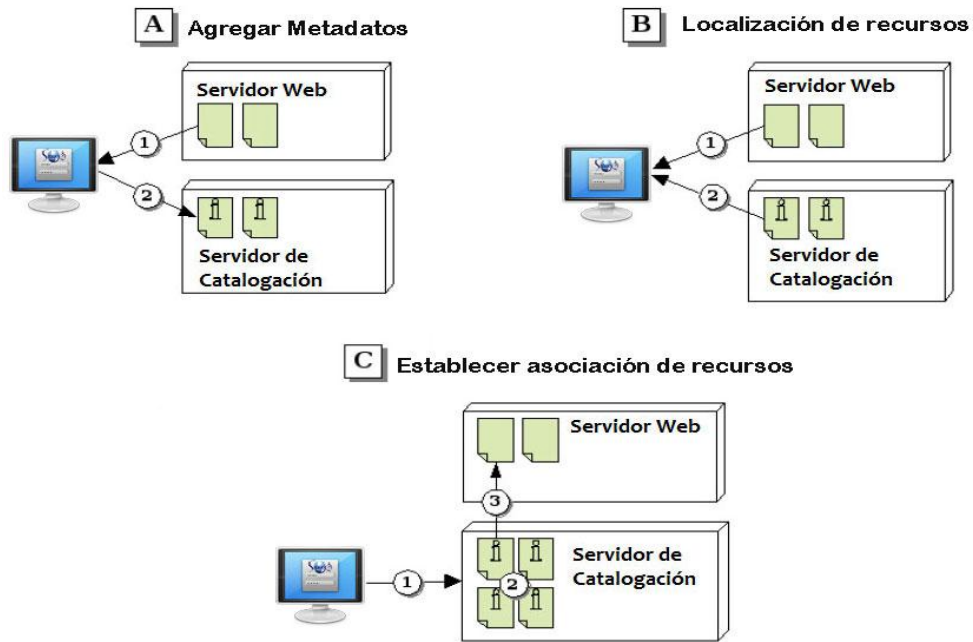 A Agregar Metadatos
Servidor Web
1
2
i i
Servidor de
Catalogación
B Localización de recursos
Servidor Web
1
2
i i
Servidor de
Catalogación
C Establecer asociación de recursos
Servidor Web
3
i i
Servidor de
Catalogación
1
2
i i